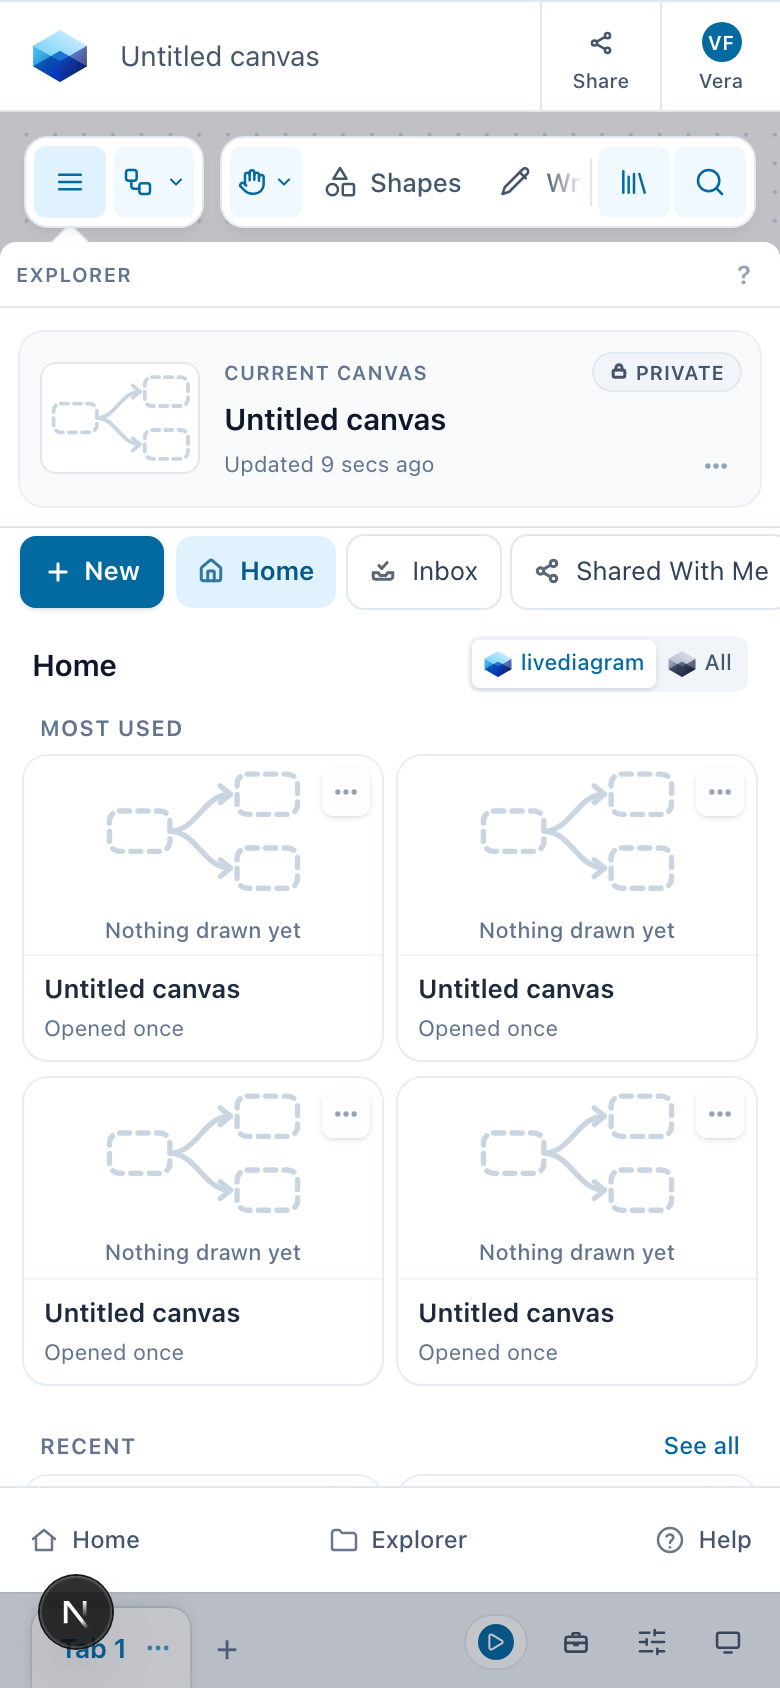 Untitled canvas
Share
VF
Vera
Shapes
Wr
EXPLORER
?
CURRENT CANVAS
PRIVATE
Untitled canvas
Updated 9 secs ago
New
Home
Inbox
Shared With Me
Home
livediagram
All
MOST USED
Nothing drawn yet
Nothing drawn yet
Untitled canvas
Untitled canvas
Opened once
Opened once
Nothing drawn yet
Nothing drawn yet
Untitled canvas
Untitled canvas
Opened once
Opened once
RECENT
See all
Home
Explorer
Help
N
Tab 1